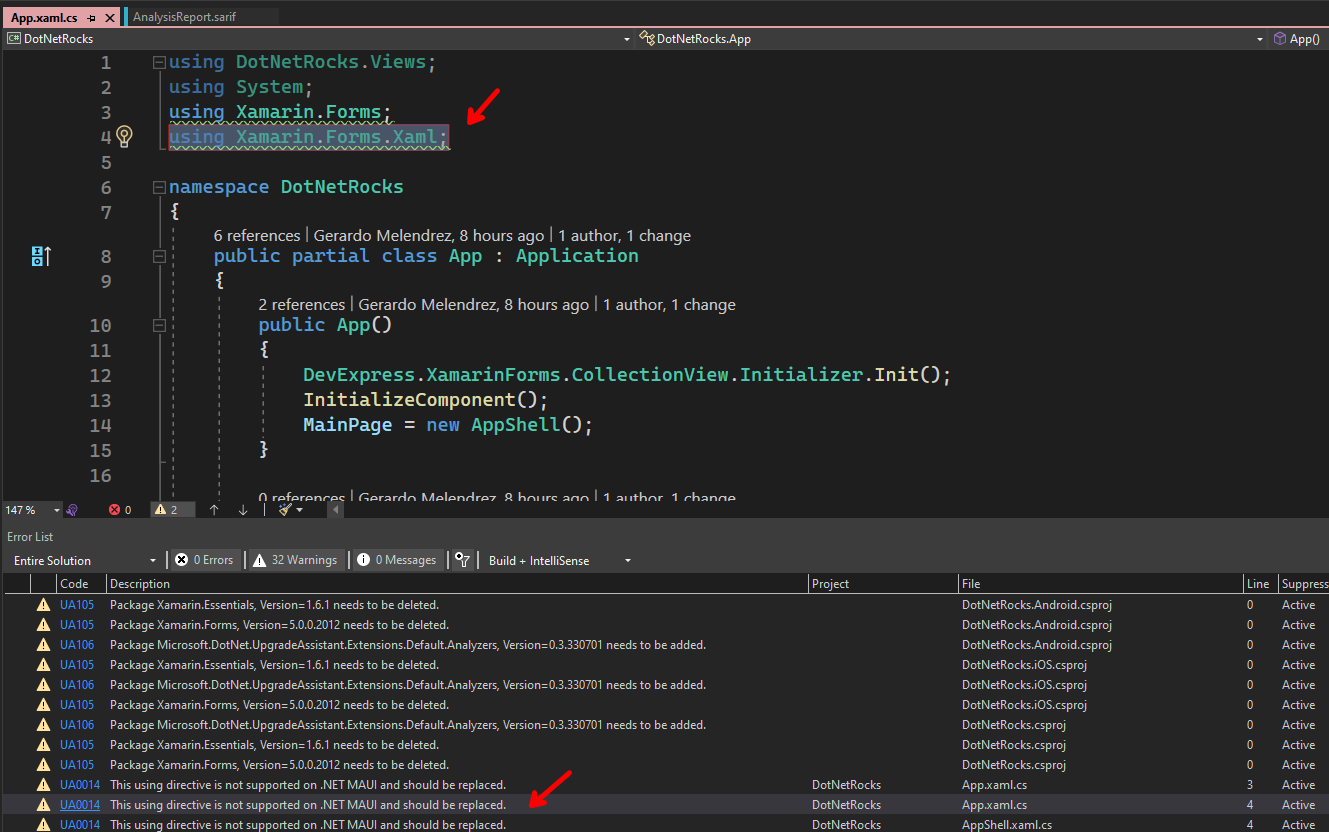 App.xaml.cs AnalysisReport.sarif
C# DotNetRocks DotNetRocks.App App()
1 using DotNetRocks.Views;
2 using System;
3 using Xamarin.Forms;
4 using Xamarin.Forms.Xaml;
5
6 namespace DotNetRocks
7 {
6 references | Gerardo Melendrez, 8 hours ago | 1 author, 1 change
8 public partial class App : Application
9 {
2 references | Gerardo Melendrez, 8 hours ago | 1 author, 1 change
10 public App()
11 {
12 DevExpress.XamarinForms.CollectionView.Initializer.Init();
13 InitializeComponent();
14 MainPage = new AppShell();
15 }
16
0 references | Gerardo Melendrez, 8 hours ago | 1 author, 1 change
147 % 0 2
Error List
Entire Solution 0 Errors 32 Warnings 0 Messages Build + IntelliSense
Code Description Project File Line Suppress
UA105 Package Xamarin.Essentials, Version=1.6.1 needs to be deleted. DotNetRocks.Android.csproj 0 Active
UA105 Package Xamarin.Forms, Version=5.0.0.2012 needs to be deleted. DotNetRocks.Android.csproj 0 Active
UA106 Package Microsoft.DotNet.UpgradeAssistant.Extensions.Default.Analyzers, Version=0.3.330701 needs to be added. DotNetRocks.Android.csproj 0 Active
UA105 Package Xamarin.Essentials, Version=1.6.1 needs to be deleted. DotNetRocks.iOS.csproj 0 Active
UA106 Package Microsoft.DotNet.UpgradeAssistant.Extensions.Default.Analyzers, Version=0.3.330701 needs to be added. DotNetRocks.iOS.csproj 0 Active
UA105 Package Xamarin.Forms, Version=5.0.0.2012 needs to be deleted. DotNetRocks.iOS.csproj 0 Active
UA106 Package Microsoft.DotNet.UpgradeAssistant.Extensions.Default.Analyzers, Version=0.3.330701 needs to be added. DotNetRocks.csproj 0 Active
UA105 Package Xamarin.Essentials, Version=1.6.1 needs to be deleted. DotNetRocks.csproj 0 Active
UA105 Package Xamarin.Forms, Version=5.0.0.2012 needs to be deleted. DotNetRocks.csproj 0 Active
UA0014 This using directive is not supported on .NET MAUI and should be replaced. DotNetRocks App.xaml.cs 3 Active
UA0014 This using directive is not supported on .NET MAUI and should be replaced. DotNetRocks App.xaml.cs 4 Active
UA0014 This using directive is not supported on .NET MAUI and should be replaced. DotNetRocks AppShell.xaml.cs 4 Active